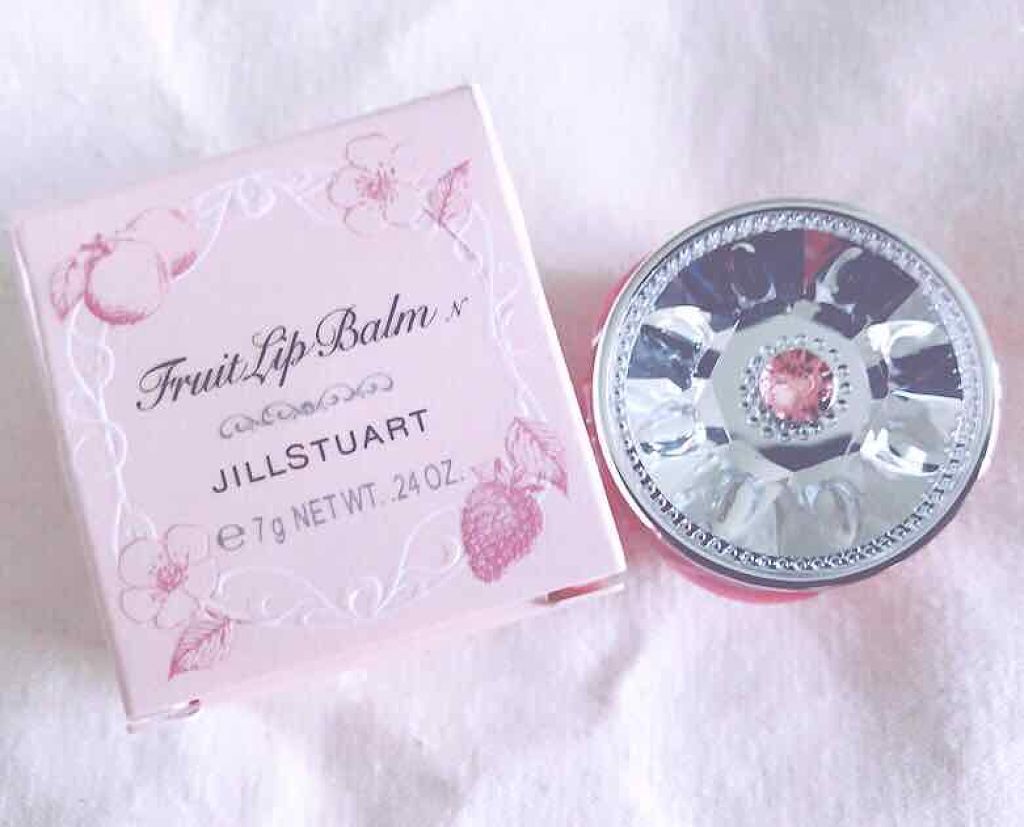 Fruit Lip Balm N
JILLSTUART
℮ 7g NET WT. .24 OZ.